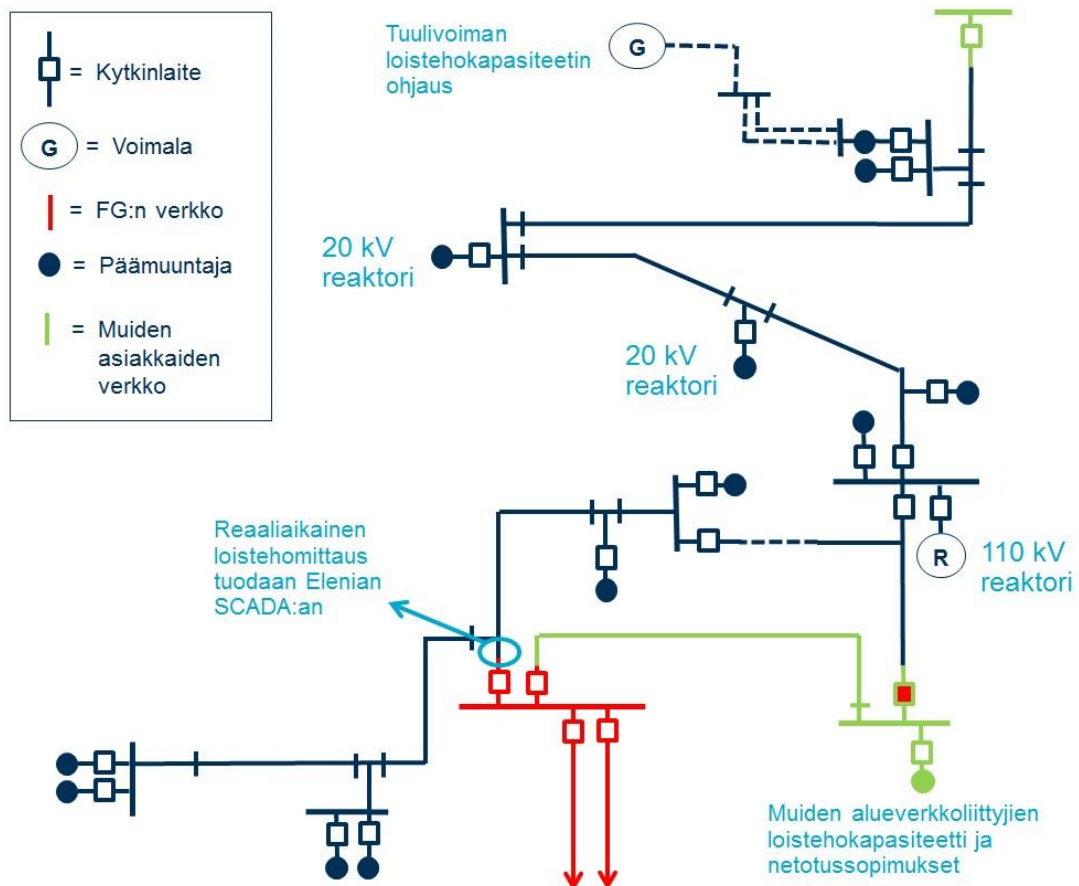 = Kytkinlaite
G = Voimala
= FG:n verkko
= Päämuuntaja
= Muiden
asiakkaiden
verkko
Tuulivoiman
loistehokapasiteetin
ohjaus
G
20 kV
reaktori
20 kV
reaktori
Reaaliaikainen
loistehomittaus
tuodaan Elenian
SCADA:an
R
110 kV
reaktori
Muiden alueverkkoliittyjien
loistehokapasiteetti ja
netotussopimukset